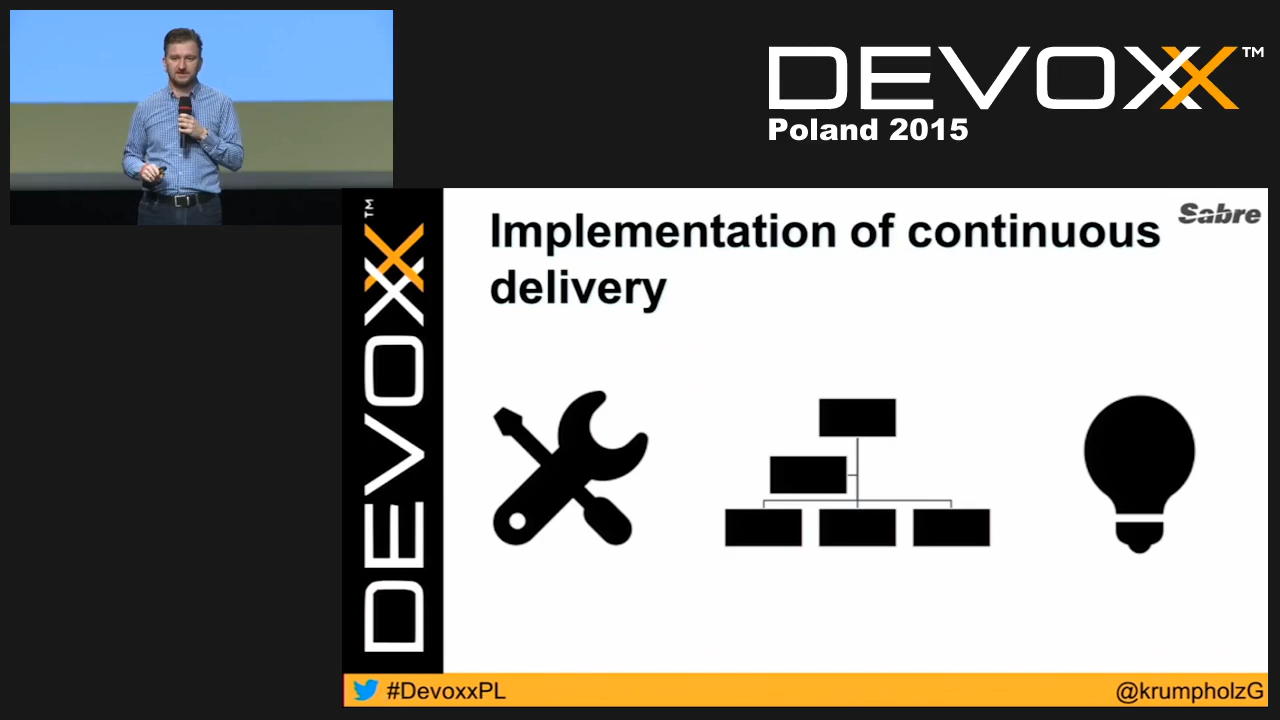 DEVOXX™
Poland 2015
DEVOXX™
Sabre
Implementation of continuous
delivery
#DevoxxPL
@krumpholzG